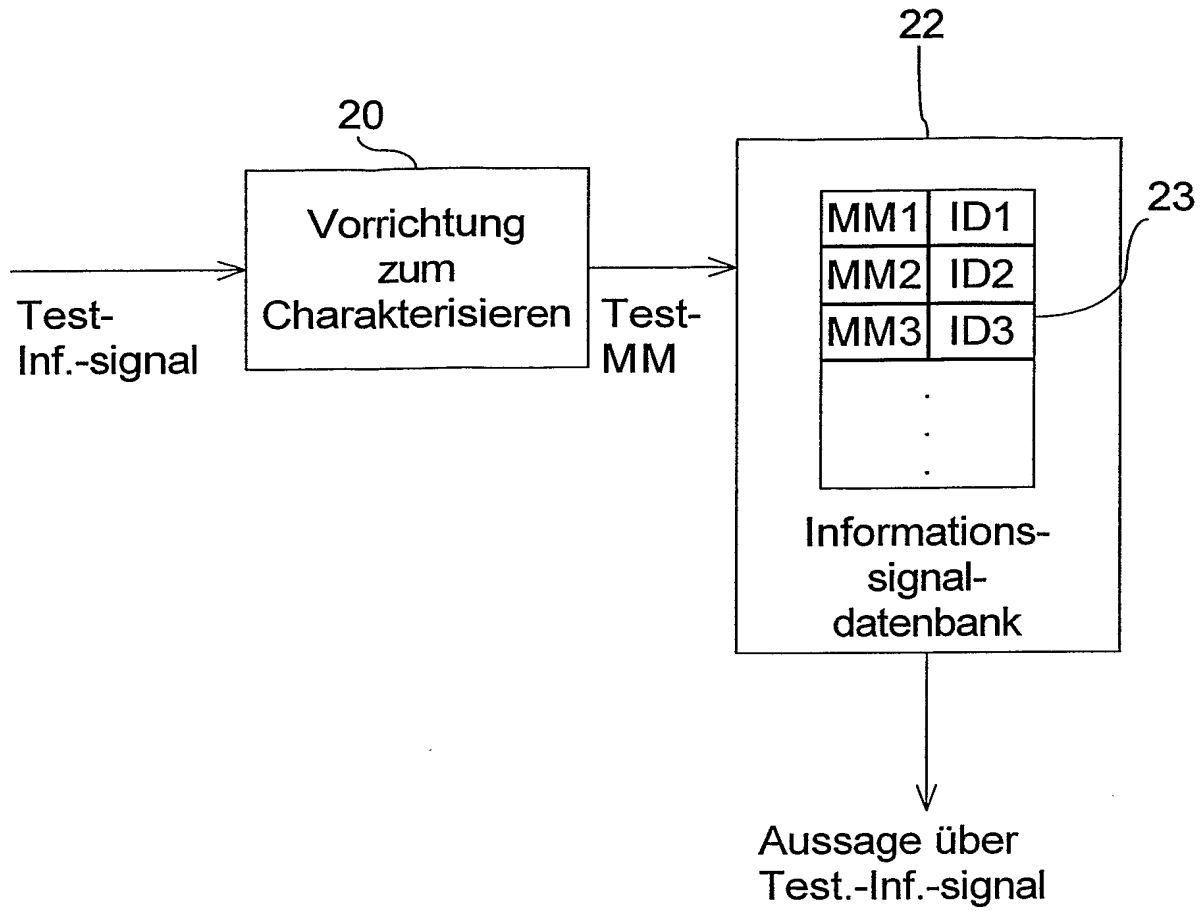 22
20
Vorrichtung
zum
Charakterisieren
Test-
Inf.-signal
Test-
MM
MM1 ID1
MM2 ID2
MM3 ID3
23
Informations-
signal-
datenbank
Aussage über
Test.-Inf.-signal